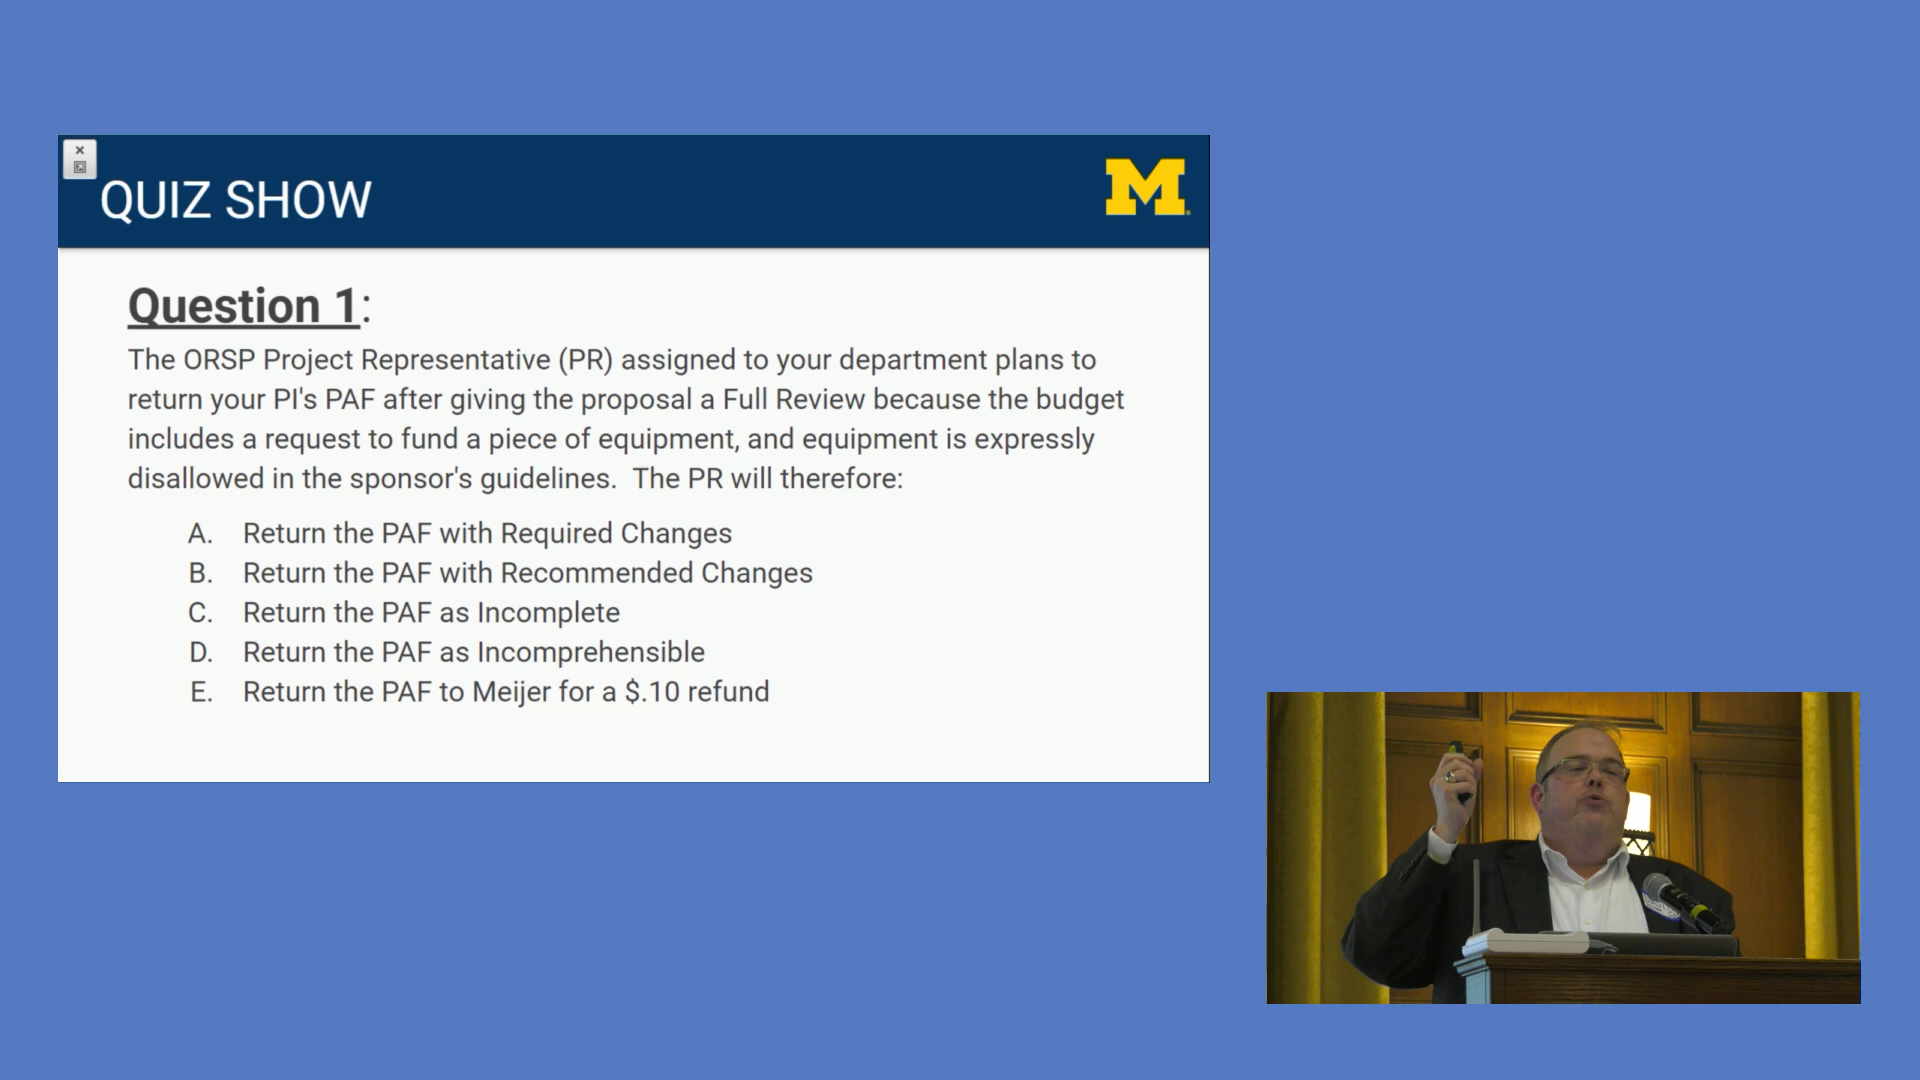 QUIZ SHOW
M
Question 1:
The ORSP Project Representative (PR) assigned to your department plans to
return your PI's PAF after giving the proposal a Full Review because the budget
includes a request to fund a piece of equipment, and equipment is expressly
disallowed in the sponsor's guidelines.  The PR will therefore:
A. Return the PAF with Required Changes
B. Return the PAF with Recommended Changes
C. Return the PAF as Incomplete
D. Return the PAF as Incomprehensible
E. Return the PAF to Meijer for a $.10 refund